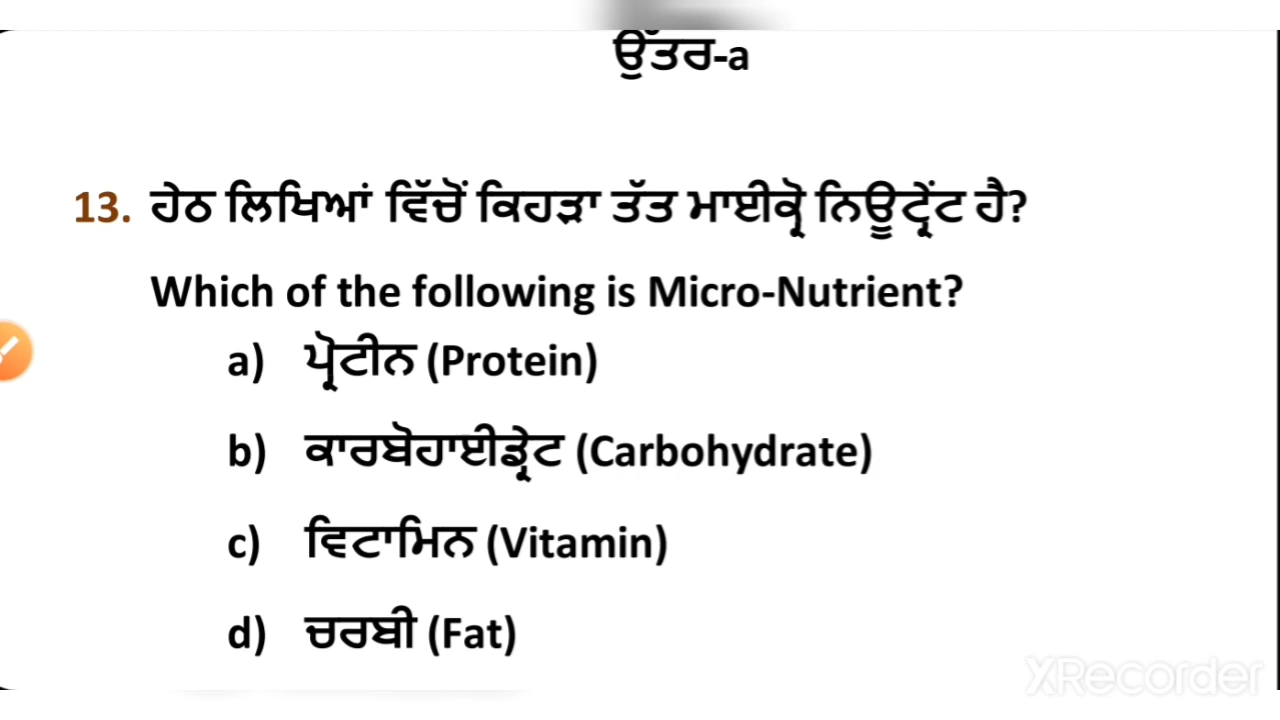 ਉੱਤਰ-a
13. ਹੇਠ ਲਿਖਿਆਂ ਵਿੱਚੋਂ ਕਿਹੜਾ ਤੱਤ ਮਾਈਕ੍ਰੋ ਨਿਊਟ੍ਰੇਂਟ ਹੈ?
Which of the following is Micro-Nutrient?
a) ਪ੍ਰੋਟੀਨ (Protein)
b) ਕਾਰਬੋਹਾਈਡ੍ਰੇਟ (Carbohydrate)
c) ਵਿਟਾਮਿਨ (Vitamin)
d) ਚਰਬੀ (Fat)
XRecorder